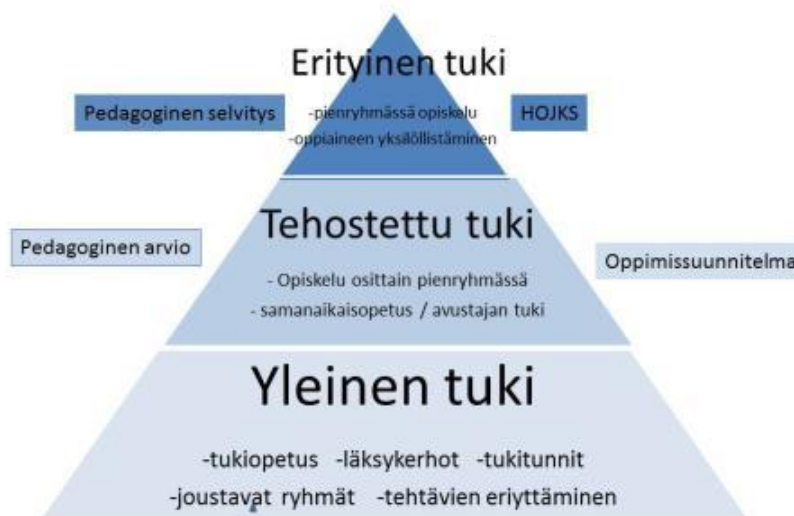 Erityinen tuki
Pedagoginen selvitys
-pienryhmässä opiskelu
-oppiaineen yksilöllistäminen
HOJKS
Tehostettu tuki
Pedagoginen arvio
- Opiskelu osittain pienryhmässä
- samanaikaisopetus / avustajan tuki
Oppimissuunnitelma
Yleinen tuki
-tukiopetus -läksykerhot -tukitunnit
-joustavat ryhmät -tehtävien eriyttäminen